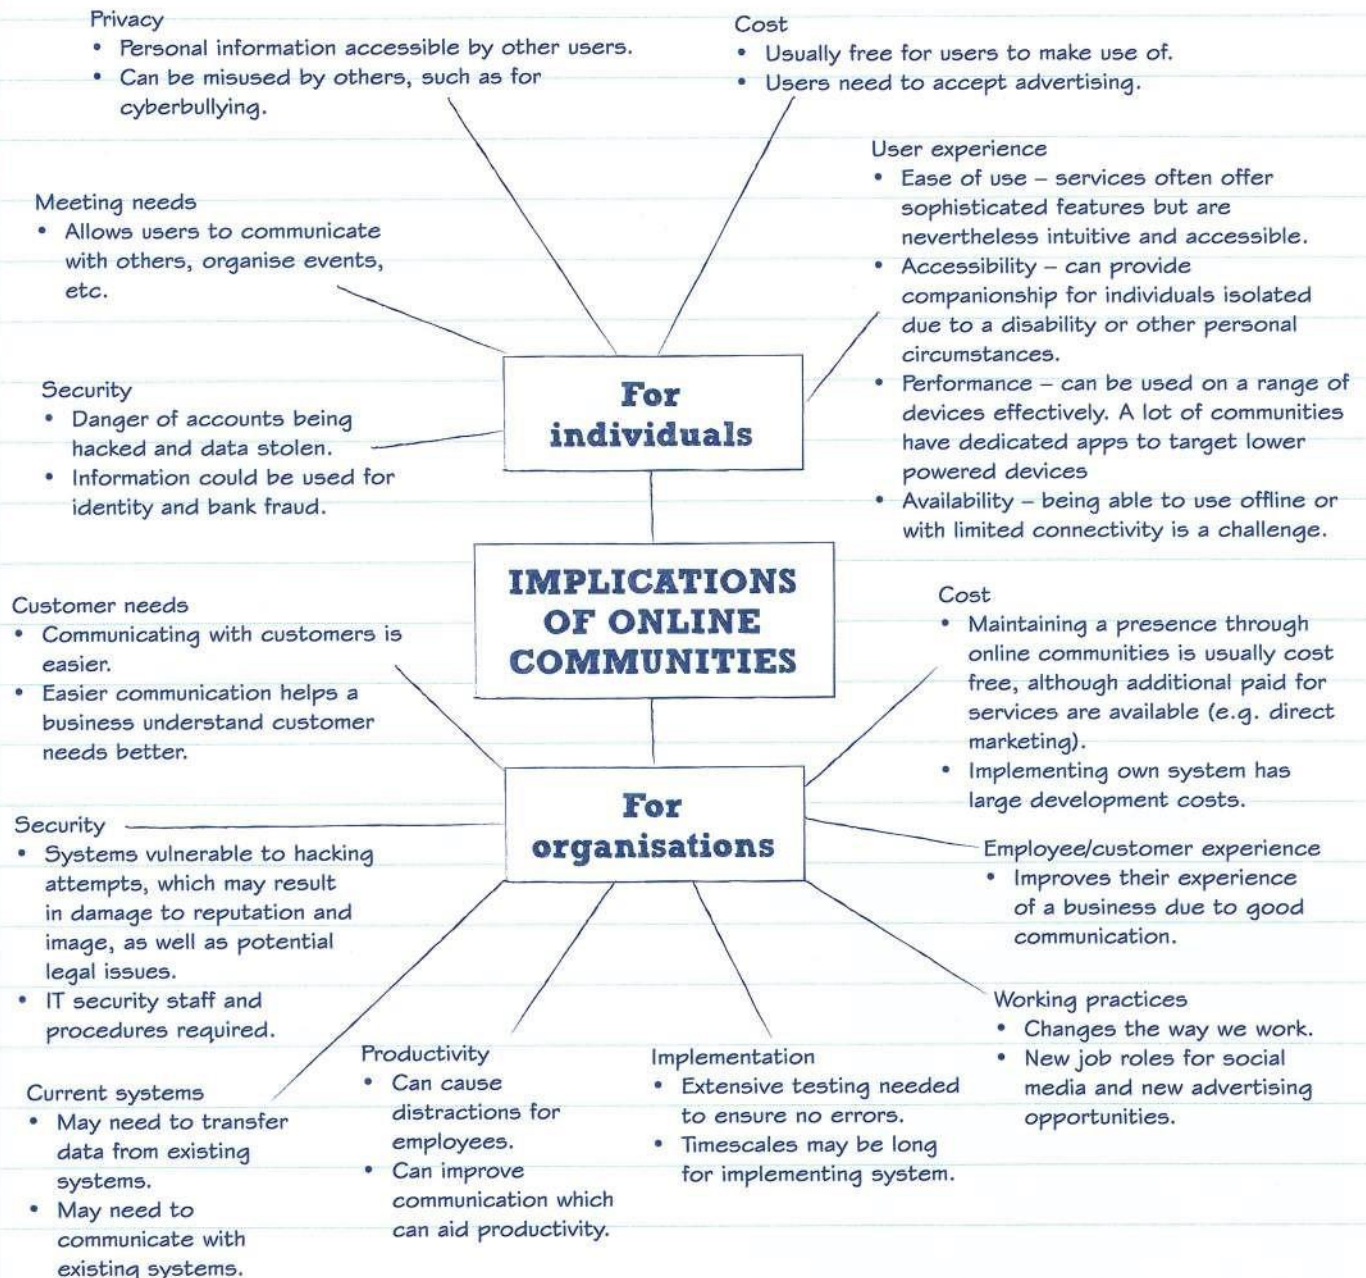 Privacy
• Personal information accessible by other users.
• Can be misused by others, such as for
cyberbullying.
Cost
• Usually free for users to make use of.
• Users need to accept advertising.
User experience
• Ease of use – services often offer
sophisticated features but are
nevertheless intuitive and accessible.
• Accessibility – can provide
companionship for individuals isolated
due to a disability or other personal
circumstances.
• Performance – can be used on a range of
devices effectively. A lot of communities
have dedicated apps to target lower
powered devices
• Availability – being able to use offline or
with limited connectivity is a challenge.
Meeting needs
• Allows users to communicate
with others, organise events,
etc.
Security
• Danger of accounts being
hacked and data stolen.
• Information could be used for
identity and bank fraud.
For
individuals
IMPLICATIONS
OF ONLINE
COMMUNITIES
For
organisations
Customer needs
• Communicating with customers is
easier.
• Easier communication helps a
business understand customer
needs better.
Cost
• Maintaining a presence through
online communities is usually cost
free, although additional paid for
services are available (e.g. direct
marketing).
• Implementing own system has
large development costs.
Security
• Systems vulnerable to hacking
attempts, which may result
in damage to reputation and
image, as well as potential
legal issues.
• IT security staff and
procedures required.
Employee/customer experience
• Improves their experience
of a business due to good
communication.
Working practices
• Changes the way we work.
• New job roles for social
media and new advertising
opportunities.
Current systems
• May need to transfer
data from existing
systems.
• May need to
communicate with
existing systems.
Productivity
• Can cause
distractions for
employees.
• Can improve
communication which
can aid productivity.
Implementation
• Extensive testing needed
to ensure no errors.
• Timescales may be long
for implementing system.